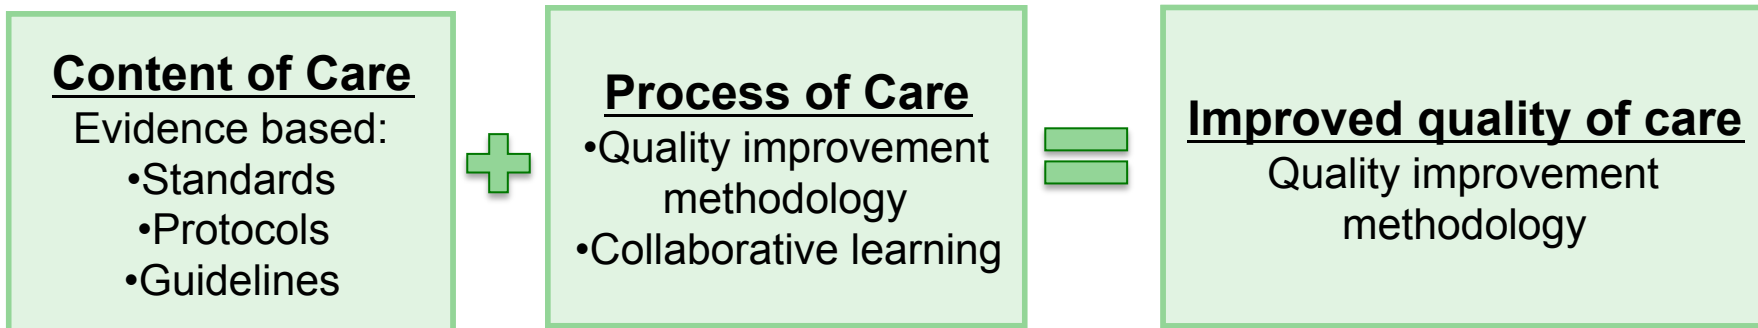 Content of Care
Evidence based:
•Standards
•Protocols
•Guidelines
Process of Care
•Quality improvement
methodology
•Collaborative learning
Improved quality of care
Quality improvement
methodology